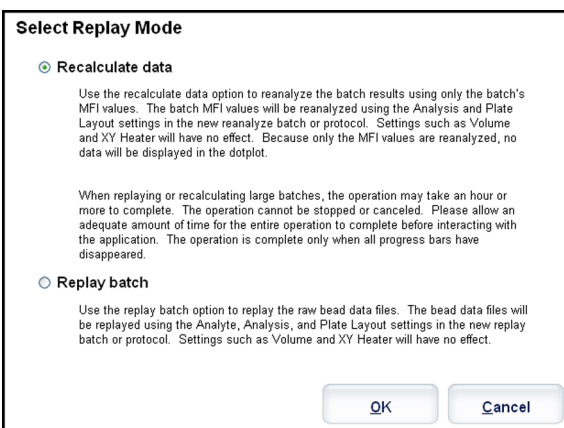 Select Replay Mode
Recalculate data
Use the recalculate data option to reanalyze the batch results using only the batch's
MFI values. The batch MFI values will be reanalyzed using the Analysis and Plate
Layout settings in the new reanalyze batch or protocol. Settings such as Volume
and XY Heater will have no effect. Because only the MFI values are reanalyzed, no
data will be displayed in the dotplot.
When replaying or recalculating large batches, the operation may take an hour or
more to complete. The operation cannot be stopped or canceled. Please allow an
adequate amount of time for the entire operation to complete before interacting with
the application. The operation is complete only when all progress bars have
disappeared.
Replay batch
Use the replay batch option to replay the raw bead data files. The bead data files will
be replayed using the Analyte, Analysis, and Plate Layout settings in the new replay
batch or protocol. Settings such as Volume and XY Heater will have no effect.
OK
Cancel